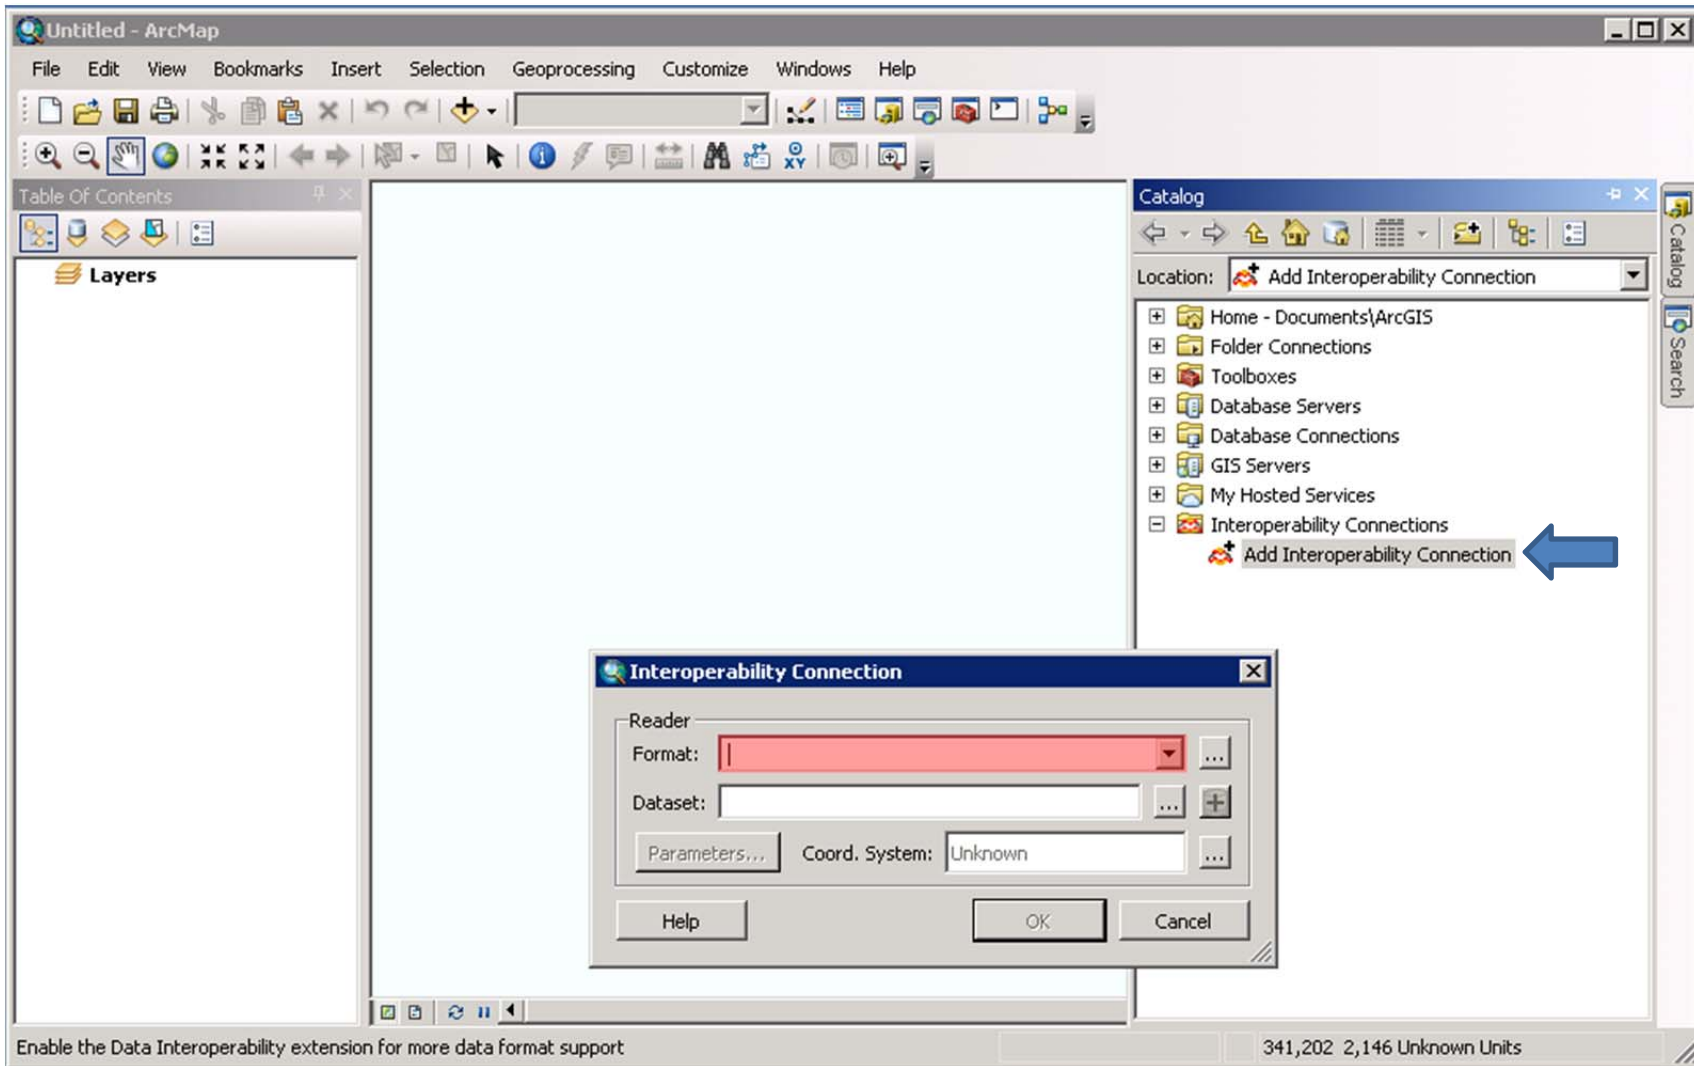 Untitled - ArcMap
File Edit View Bookmarks Insert Selection Geoprocessing Customize Windows Help
XY
Table Of Contents
Layers
Catalog
Location: Add Interoperability Connection
Home - Documents\ArcGIS
Folder Connections
Toolboxes
Database Servers
Database Connections
GIS Servers
My Hosted Services
Interoperability Connections
Add Interoperability Connection
Catalog
Search
Interoperability Connection
Reader
Format: ...
Dataset: ...
Parameters... Coord. System: Unknown ...
Help OK Cancel
Enable the Data Interoperability extension for more data format support
341,202 2,146 Unknown Units